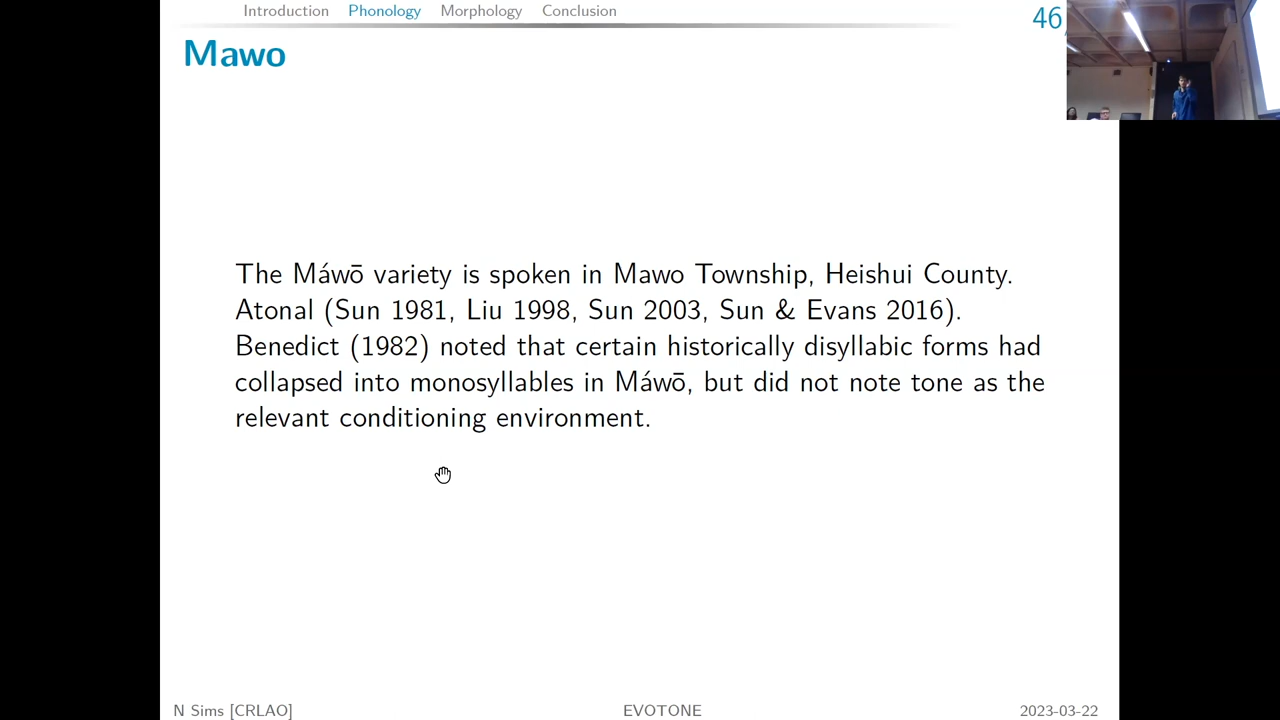 Introduction Phonology Morphology Conclusion
46
Mawo
The Máwō variety is spoken in Mawo Township, Heishui County.
Atonal (Sun 1981, Liu 1998, Sun 2003, Sun & Evans 2016).
Benedict (1982) noted that certain historically disyllabic forms had
collapsed into monosyllables in Máwō, but did not note tone as the
relevant conditioning environment.
N Sims [CRLAO] EVOTONE 2023-03-22